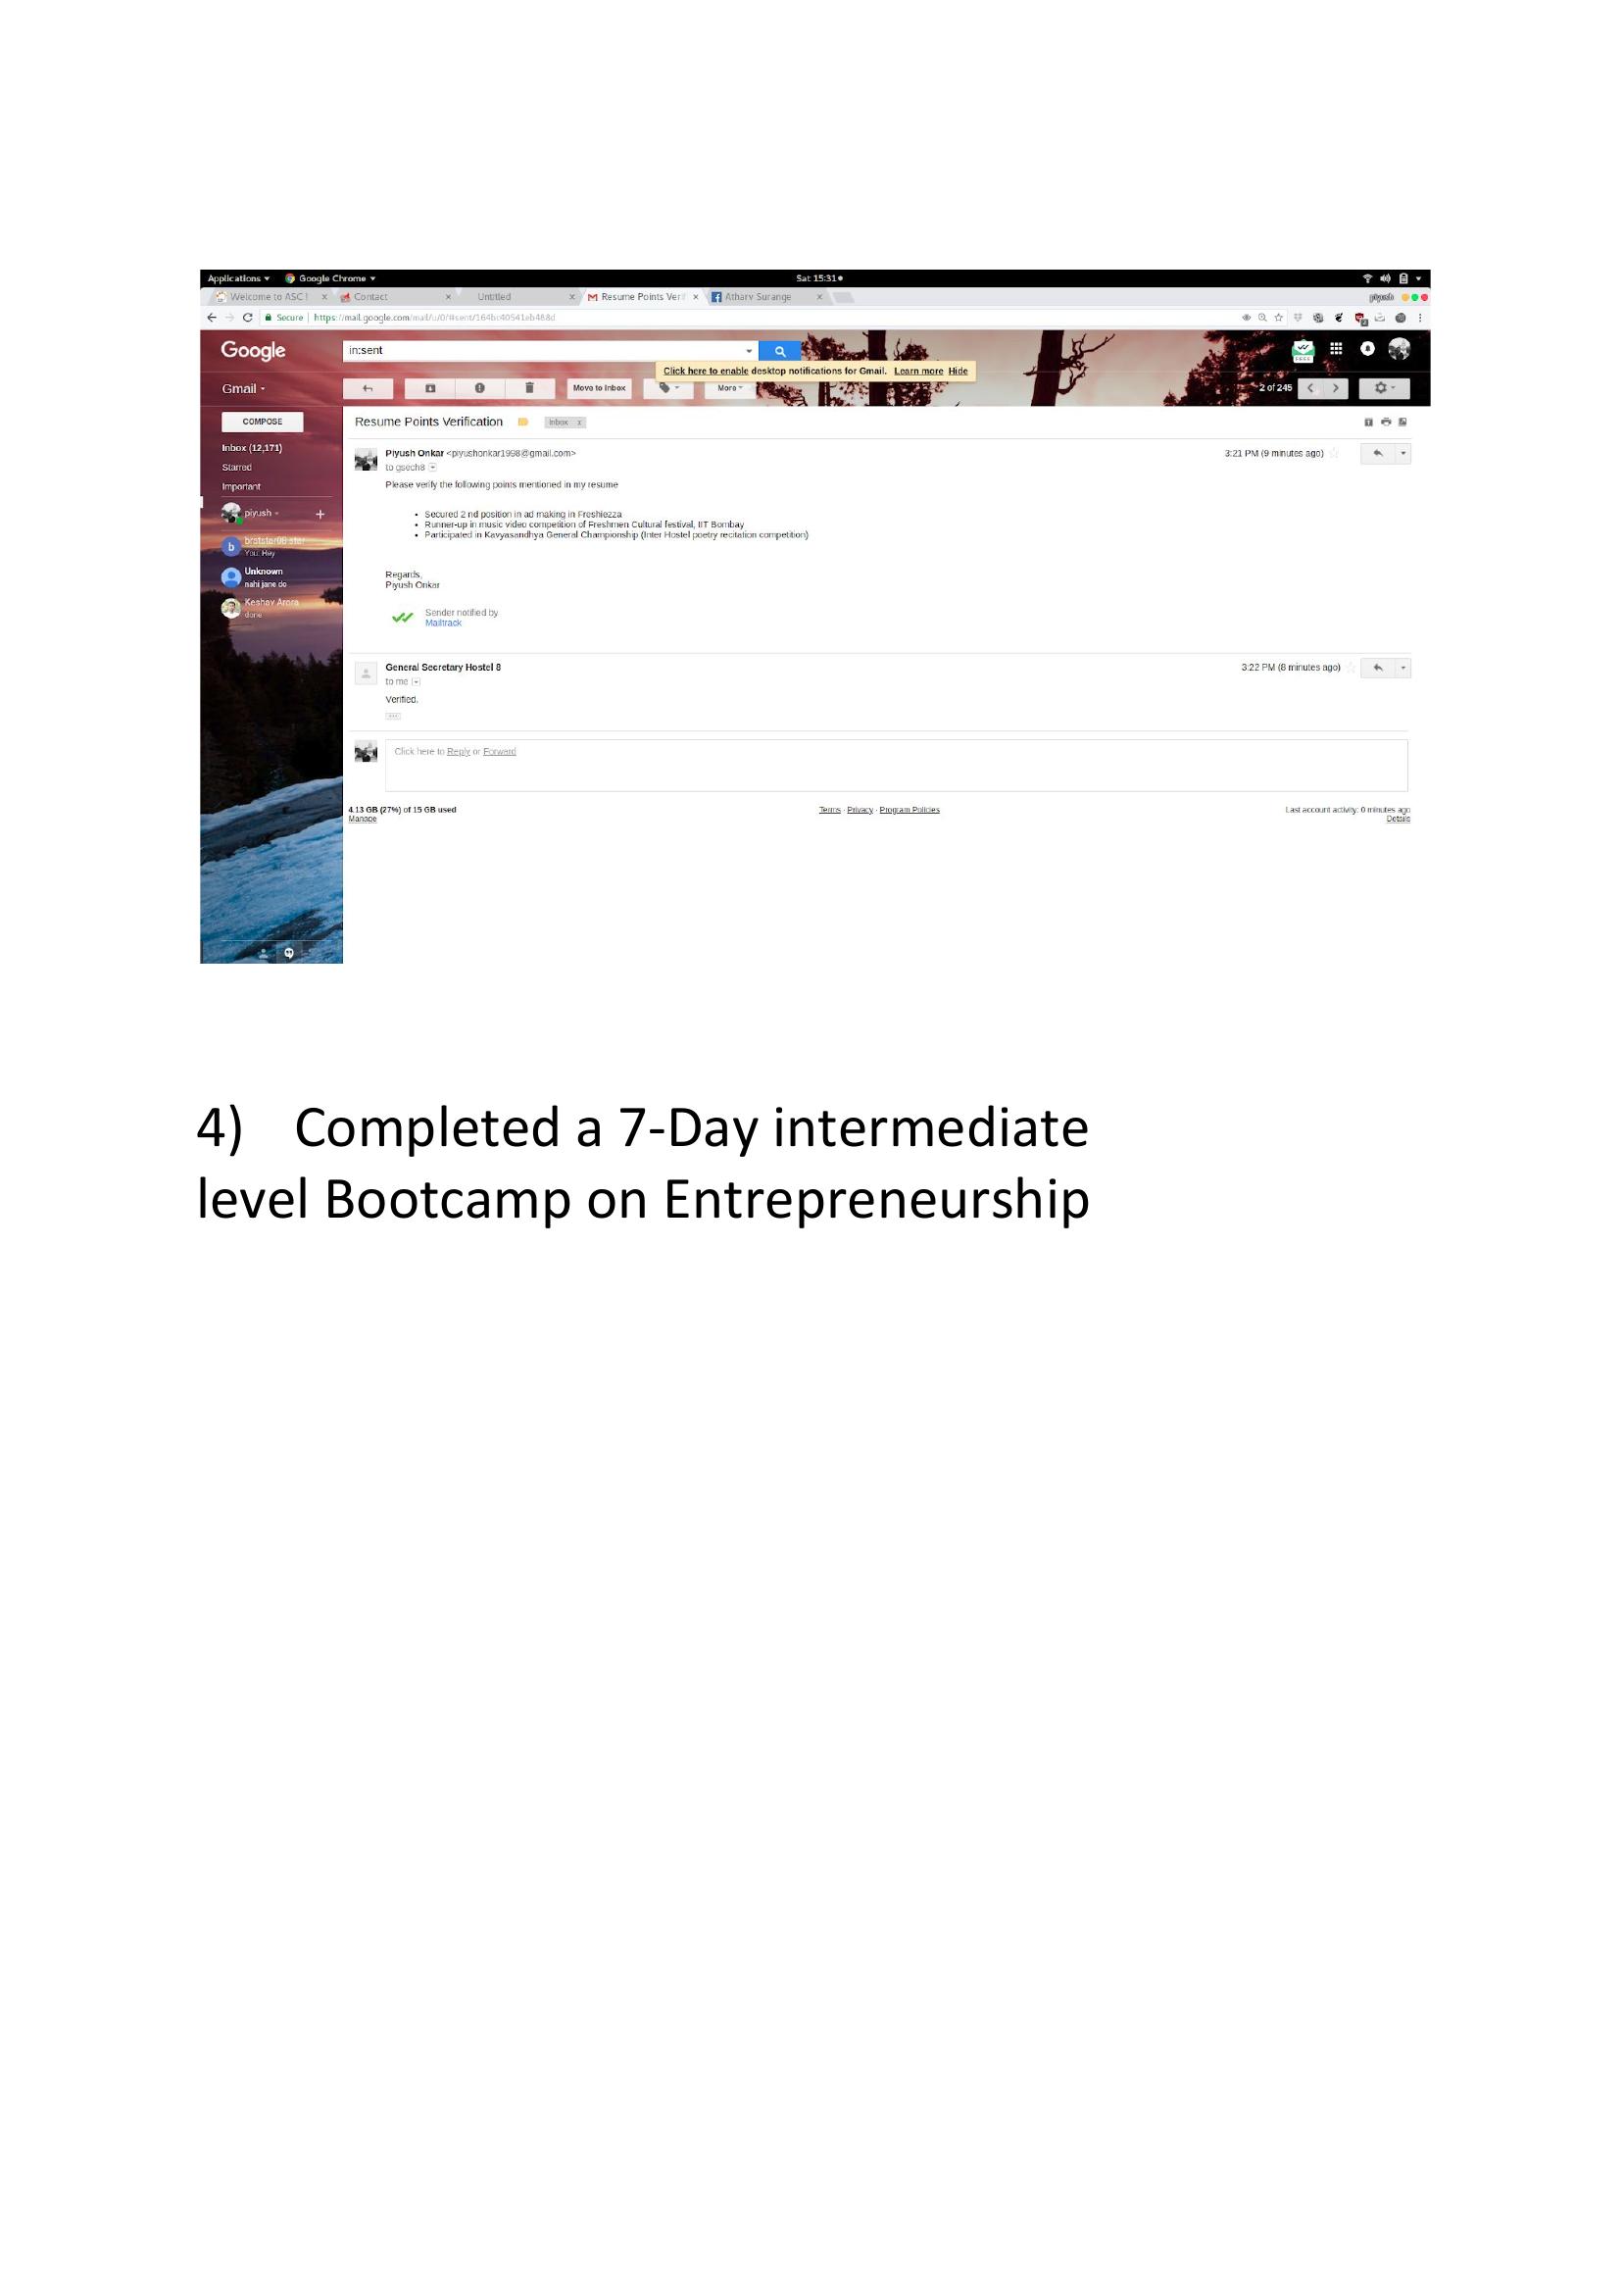 Applications Google Chrome Sat 15:31
Welcome to ASC ! x Contact x Untitled x Resume Points Veri x Atharv Surange x piyush
Secure https://mail.google.com/mail/u/0/#sent/164bc40541eb488d
Google in:sent
Click here to enable desktop notifications for Gmail. Learn more Hide
Gmail Move to Inbox More 2 of 245
COMPOSE
Resume Points Verification Inbox x
Inbox (12,171)
Starred
Important
piyush
You: Hey
Unknown
nahi jane do
Keshav Arora
done
Piyush Onkar <piyushonkar1998@gmail.com> 3:21 PM (9 minutes ago)
to gsech8
Please verify the following points mentioned in my resume
• Secured 2 nd position in ad making in Freshiezza
• Runner-up in music video competition of Freshmen Cultural festival, IIT Bombay
• Participated in Kavyasandhya General Championship (Inter Hostel poetry recitation competition)
Regards,
Piyush Onkar
Sender notified by
Mailtrack
General Secretary Hostel 8 3:22 PM (8 minutes ago)
to me
Verified.
Click here to Reply or Forward
4.13 GB (27%) of 15 GB used Terms - Privacy - Program Policies Last account activity: 0 minutes ago
Manage Details
4) Completed a 7-Day intermediate
level Bootcamp on Entrepreneurship